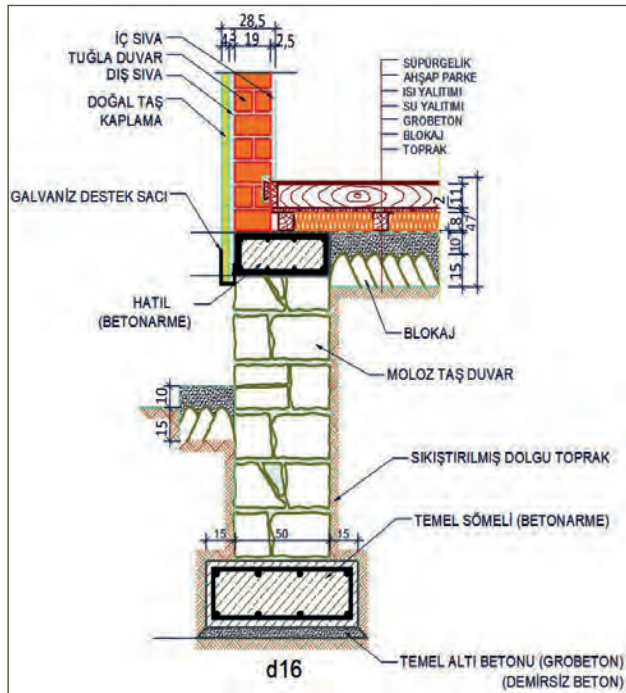 28,5
4 3 19 2,5
İÇ SIVA
TUĞLA DUVAR
DIŞ SIVA
DOĞAL TAŞ
KAPLAMA
GALVANİZ DESTEK SACI
SÜPÜRGELİK
AHŞAP PARKE
ISI YALITIMI
SU YALITIMI
GROBETON
BLOKAJ
TOPRAK
11
2
8
10
15
47
HATIL
(BETONARME)
BLOKAJ
MOLOZ TAŞ DUVAR
10
15
SIKIŞTIRILMIŞ DOLGU TOPRAK
15 50 15
TEMEL SÖMELİ (BETONARME)
TEMEL ALTI BETONU (GROBETON)
(DEMİRSİZ BETON)
d16